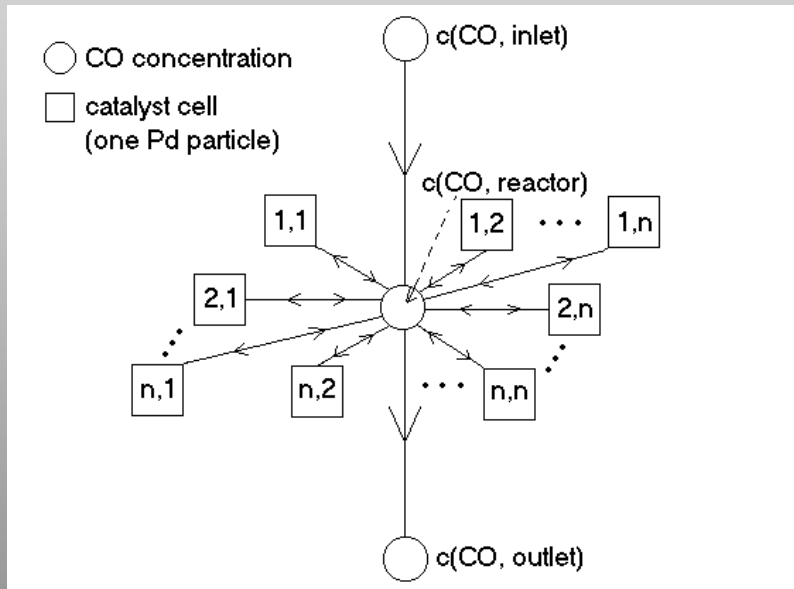 c(CO, inlet)
CO concentration
catalyst cell
(one Pd particle)
c(CO, reactor)
1,1
1,2
• • •
1,n
2,1
2,n
n,1
n,2
• • •
n,n
c(CO, outlet)